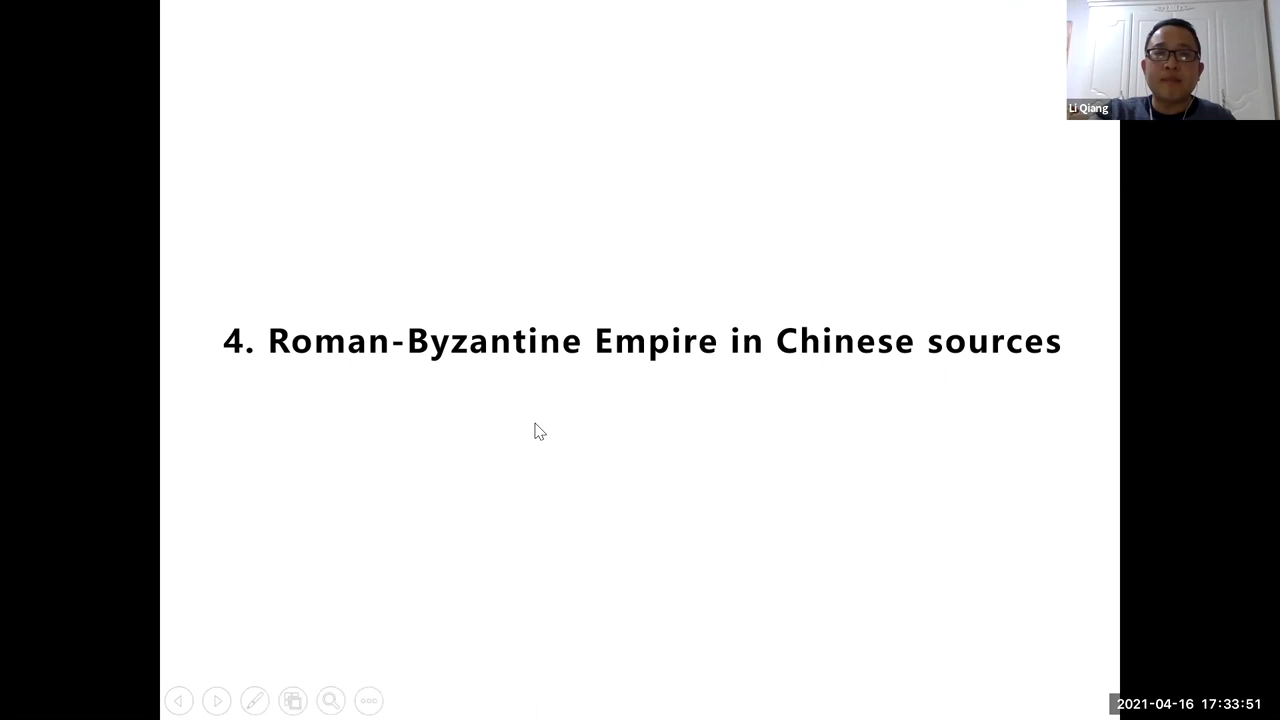 Li Qiang
4. Roman-Byzantine Empire in Chinese sources
2021-04-16 17:33:51